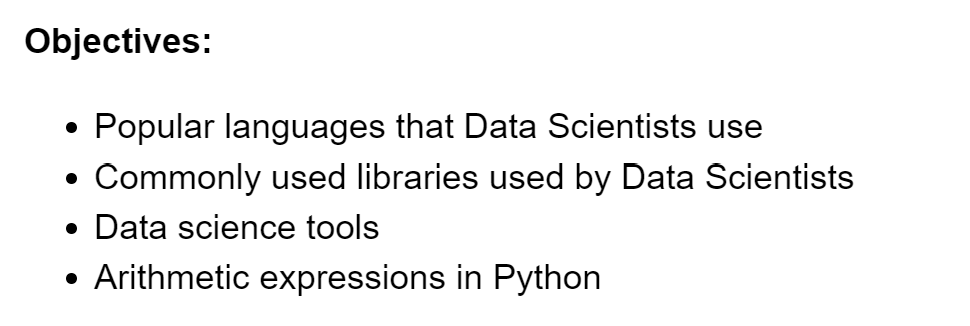 Objectives:
• Popular languages that Data Scientists use
• Commonly used libraries used by Data Scientists
• Data science tools
• Arithmetic expressions in Python